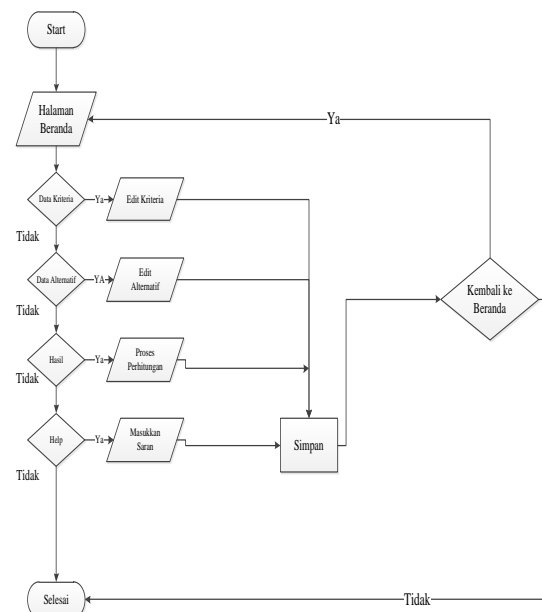 Start
Halaman
Beranda
Ya
Data Kriteria
Ya
Edit Kriteria
Tidak
Data Alternatif
YA
Edit
Alternatif
Kembali ke
Beranda
Tidak
Hasil
Ya
Proses
Perhitungan
Tidak
Help
Ya
Masukkan
Saran
Simpan
Tidak
Selesai
Tidak